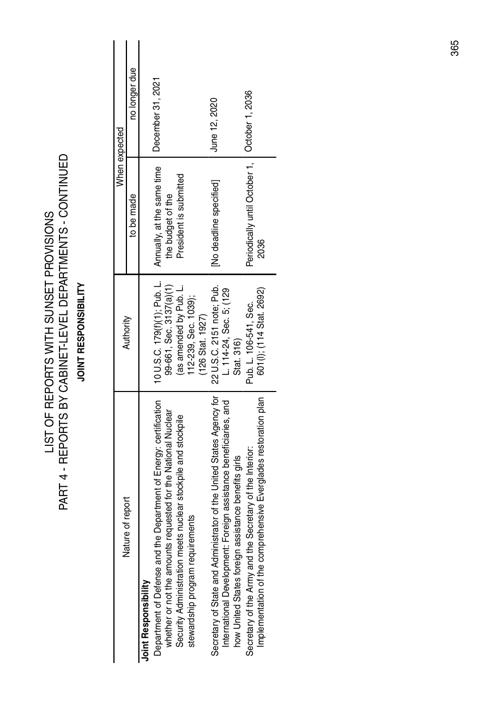 LIST OF REPORTS WITH SUNSET PROVISIONS
PART 4 - REPORTS BY CABINET-LEVEL DEPARTMENTS - CONTINUED
JOINT RESPONSIBILITY
When expected
Nature of report Authority to be made no longer due
Joint Responsibility
Department of Defense and the Department of Energy: certification 10 U.S.C. 179(f)(1); Pub. L. Annually, at the same time December 31, 2021
whether or not the amounts requested for the National Nuclear 99-661, Sec. 3137(a)(1) the budget of the
Security Administration meets nuclear stockpile and stockpile (as amended by Pub. L. President is submitted
stewardship program requirements 112-239, Sec. 1039);
(126 Stat. 1927)
Secretary of State and Administrator of the United States Agency for 22 U.S.C. 2151 note; Pub. [No deadline specified] June 12, 2020
International Development: Foreign assistance beneficiaries, and L. 114-24, Sec. 5; (129
how United States foreign assistance benefits girls Stat. 316)
Secretary of the Army and the Secretary of the Interior: Pub. L. 106-541, Sec. Periodically until October 1, October 1, 2036
Implementation of the comprehensive Everglades restoration plan 601(l); (114 Stat. 2692) 2036
365